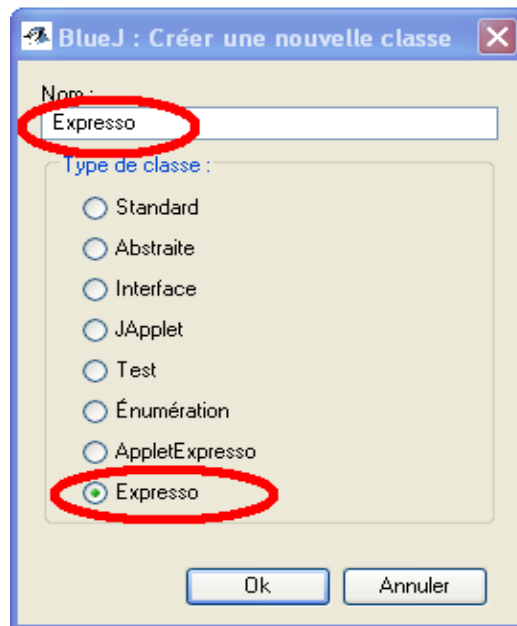 BlueJ : Créer une nouvelle classe
Nom :
Expresso
Type de classe :
Standard
Abstraite
Interface
JApplet
Test
Énumération
AppletExpresso
Expresso
Ok Annuler